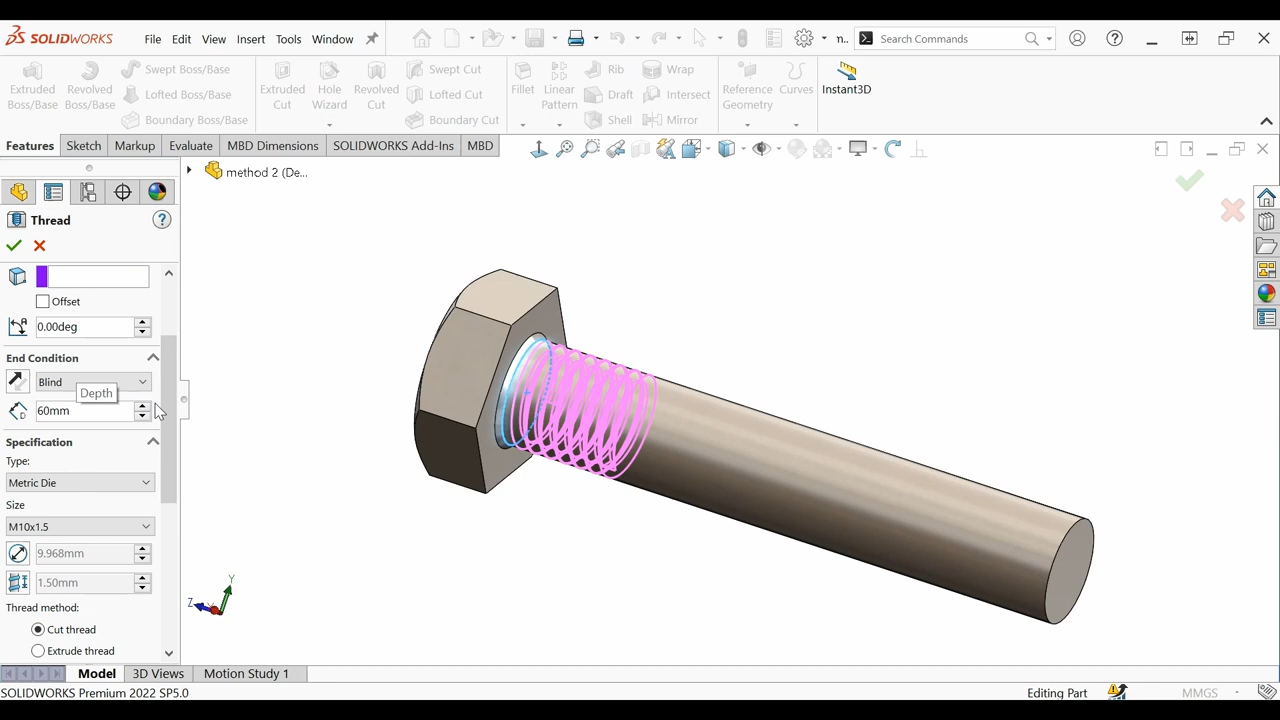 SOLIDWORKS File Edit View Insert Tools Window n.. Search Commands
Extruded Boss/Base
Revolved Boss/Base
Swept Boss/Base
Lofted Boss/Base
Boundary Boss/Base
Extruded Cut
Hole Wizard
Revolved Cut
Swept Cut
Lofted Cut
Boundary Cut
Fillet
Linear Pattern
Rib
Draft
Shell
Wrap
Intersect
Mirror
Reference Geometry
Curves
Instant3D
Features Sketch Markup Evaluate MBD Dimensions SOLIDWORKS Add-Ins MBD
method 2 (De...
Thread
Offset
0.00deg
End Condition
Blind
Depth
60mm
Specification
Type:
Metric Die
Size
M10x1.5
9.968mm
1.50mm
Thread method:
Cut thread
Extrude thread
Y
Z
Model 3D Views Motion Study 1
SOLIDWORKS Premium 2022 SP5.0 Editing Part MMGS